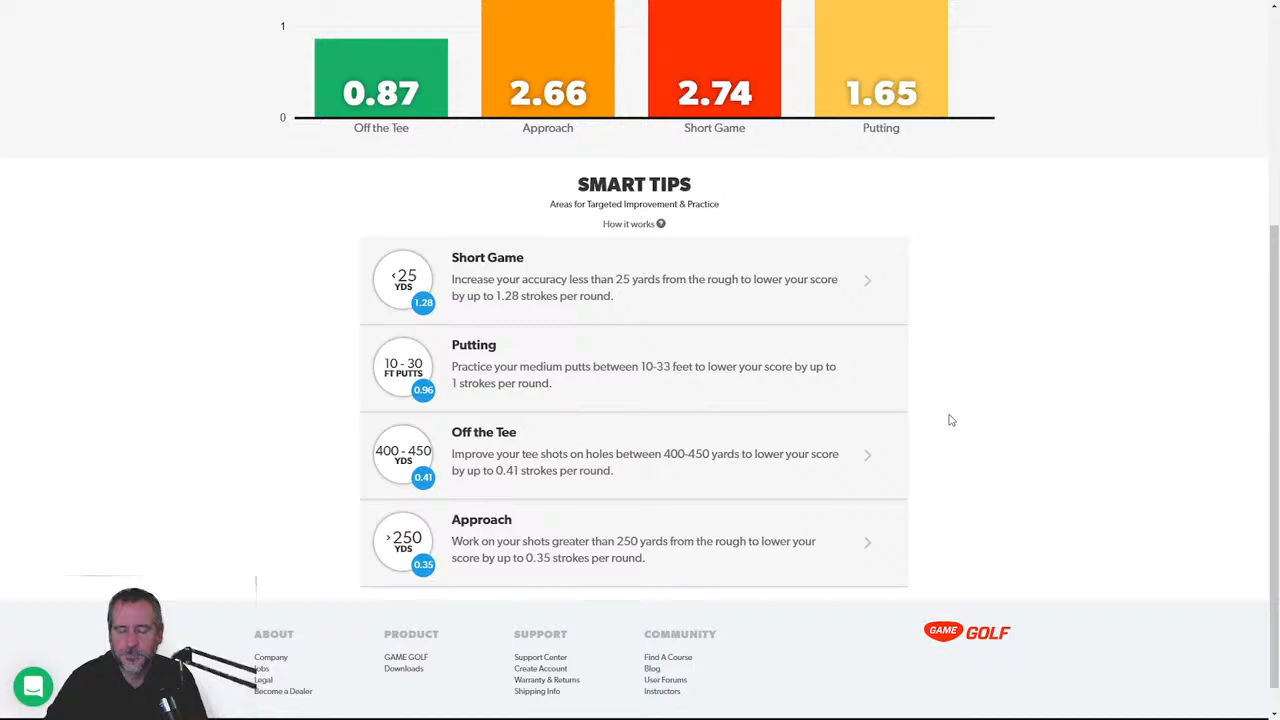 1
0.87
2.66
2.74
1.65
0
Off the Tee
Approach
Short Game
Putting
SMART TIPS
Areas for Targeted Improvement & Practice
How it works ?
<25
YDS
1.28
Short Game
Increase your accuracy less than 25 yards from the rough to lower your score
by up to 1.28 strokes per round.
10 - 30
FT PUTTS
0.96
Putting
Practice your medium putts between 10-33 feet to lower your score by up to
1 strokes per round.
400 - 450
YDS
0.41
Off the Tee
Improve your tee shots on holes between 400-450 yards to lower your score
by up to 0.41 strokes per round.
>250
YDS
0.35
Approach
Work on your shots greater than 250 yards from the rough to lower your
score by up to 0.35 strokes per round.
ABOUT
Company
Jobs
Legal
Become a Dealer
PRODUCT
GAME GOLF
Downloads
SUPPORT
Support Center
Create Account
Warranty & Returns
Shipping Info
COMMUNITY
Find A Course
Blog
User Forums
Instructors
GAME GOLF